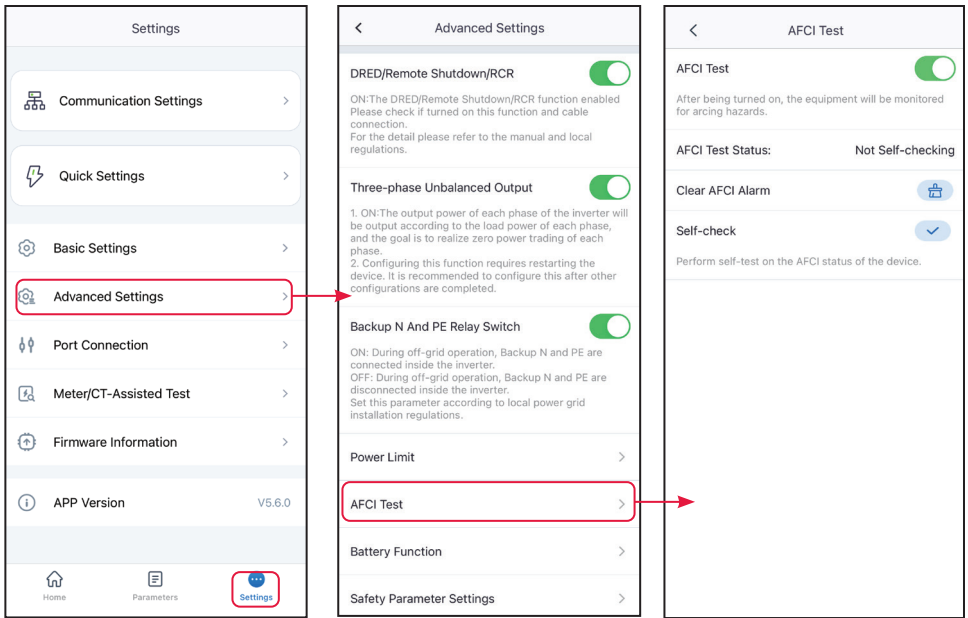 Settings
Communication Settings
Quick Settings
Basic Settings
Advanced Settings
Port Connection
Meter/CT-Assisted Test
Firmware Information
APP Version V5.6.0
Home Parameters Settings
Advanced Settings
DRED/Remote Shutdown/RCR
ON:The DRED/Remote Shutdown/RCR function enabled
Please check if turned on this function and cable
connection.
For the detail please refer to the manual and local
regulations.
Three-phase Unbalanced Output
1. ON:The output power of each phase of the inverter will
be output according to the load power of each phase,
and the goal is to realize zero power trading of each
phase.
2. Configuring this function requires restarting the
device. It is recommended to configure this after other
configurations are completed.
Backup N And PE Relay Switch
ON: During off-grid operation, Backup N and PE are
connected inside the inverter.
OFF: During off-grid operation, Backup N and PE are
disconnected inside the inverter.
Set this parameter according to local power grid
installation regulations.
Power Limit
AFCI Test
Battery Function
Safety Parameter Settings
AFCI Test
AFCI Test
After being turned on, the equipment will be monitored
for arcing hazards.
AFCI Test Status: Not Self-checking
Clear AFCI Alarm
Self-check
Perform self-test on the AFCI status of the device.